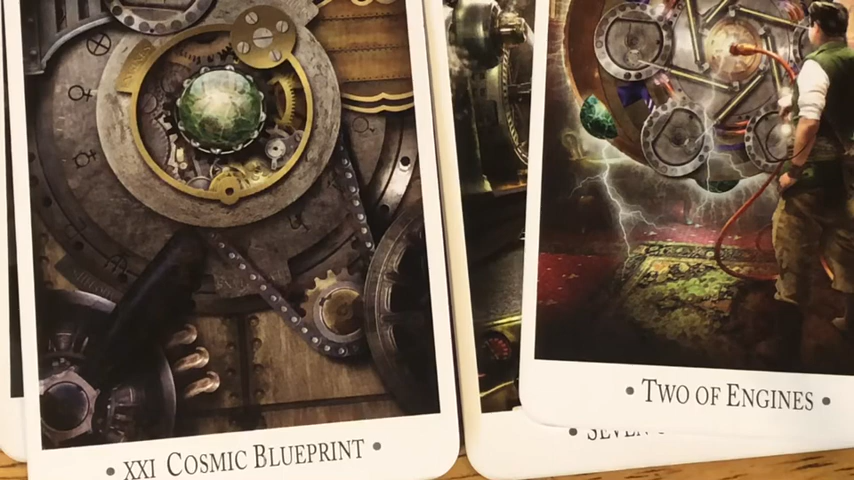 • XXI COSMIC BLUEPRINT •
• TWO OF ENGINES •
• SEVEN